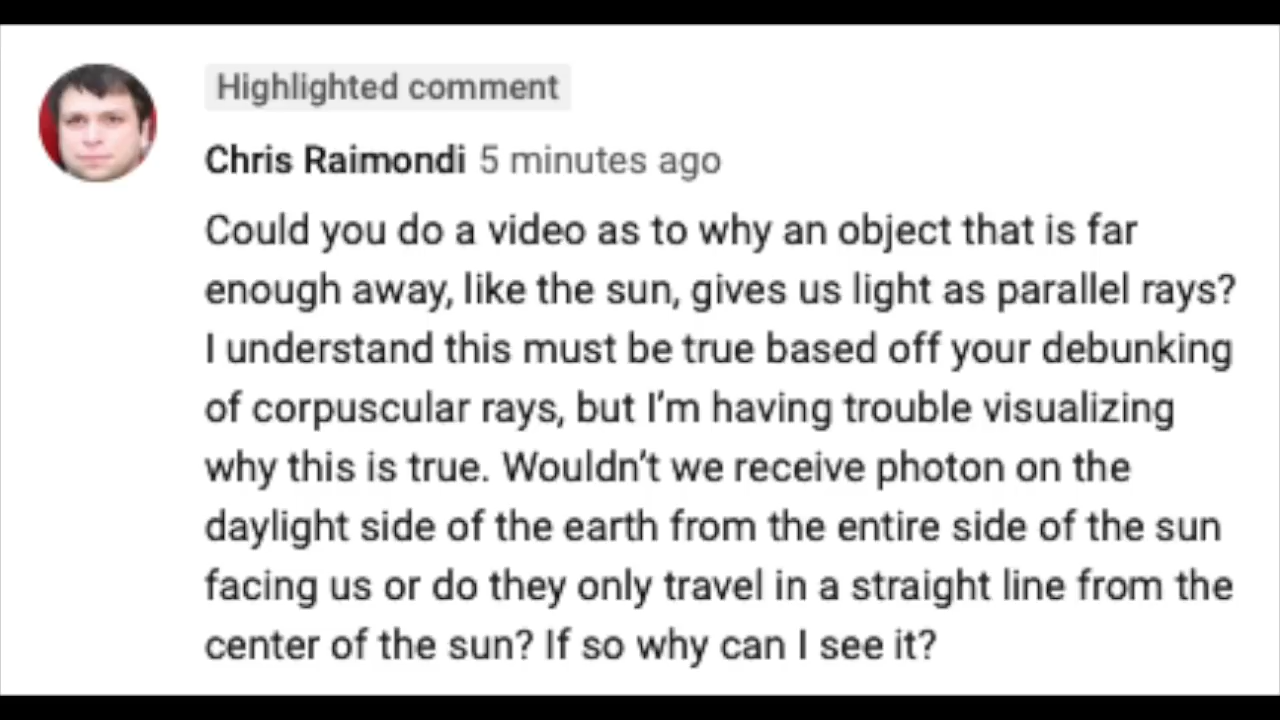 Highlighted comment
Chris Raimondi 5 minutes ago
Could you do a video as to why an object that is far
enough away, like the sun, gives us light as parallel rays?
I understand this must be true based off your debunking
of corpuscular rays, but I'm having trouble visualizing
why this is true. Wouldn't we receive photon on the
daylight side of the earth from the entire side of the sun
facing us or do they only travel in a straight line from the
center of the sun? If so why can I see it?